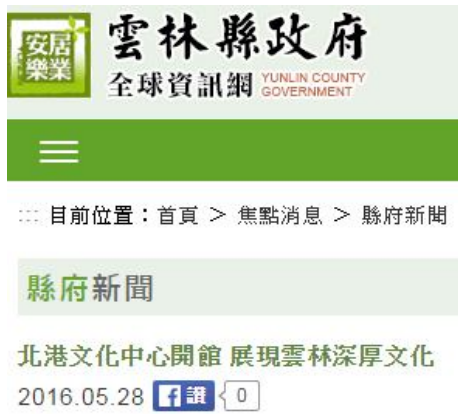 安居
樂業
雲林縣政府
全球資訊網 YUNLIN COUNTY GOVERNMENT
::: 目前位置：首頁 > 焦點消息 > 縣府新聞
縣府新聞
北港文化中心開館 展現雲林深厚文化
2016.05.28 f 讚 0